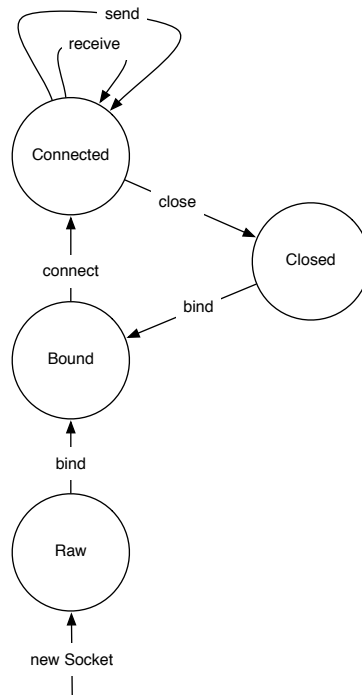 send
receive
Connected
close
connect
Closed
bind
Bound
bind
Raw
new Socket